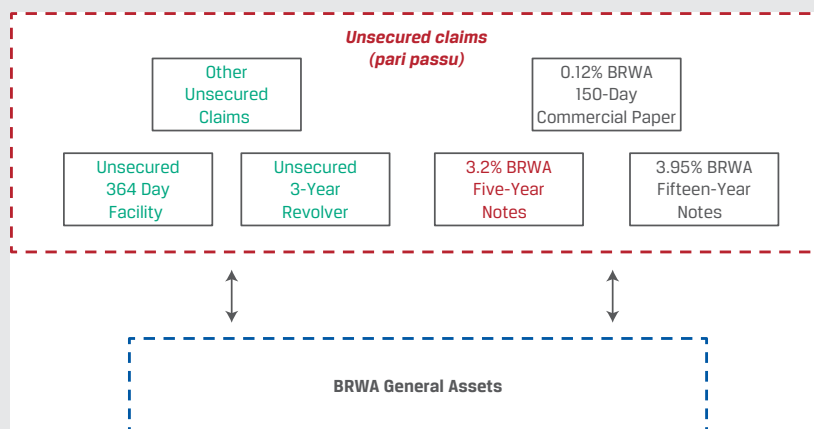 Unsecured claims
(pari passu)
Other
Unsecured
Claims
0.12% BRWA
150-Day
Commercial Paper
Unsecured
364 Day
Facility
Unsecured
3-Year
Revolver
3.2% BRWA
Five-Year
Notes
3.95% BRWA
Fifteen-Year
Notes
BRWA General Assets